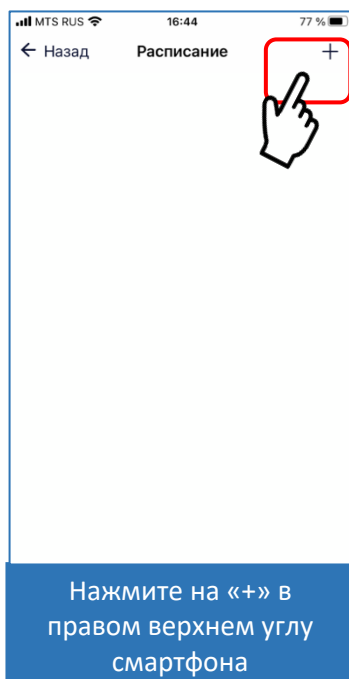 MTS RUS 16:44 77 %
← Назад Расписание +
Нажмите на «+» в
правом верхнем углу
смартфона